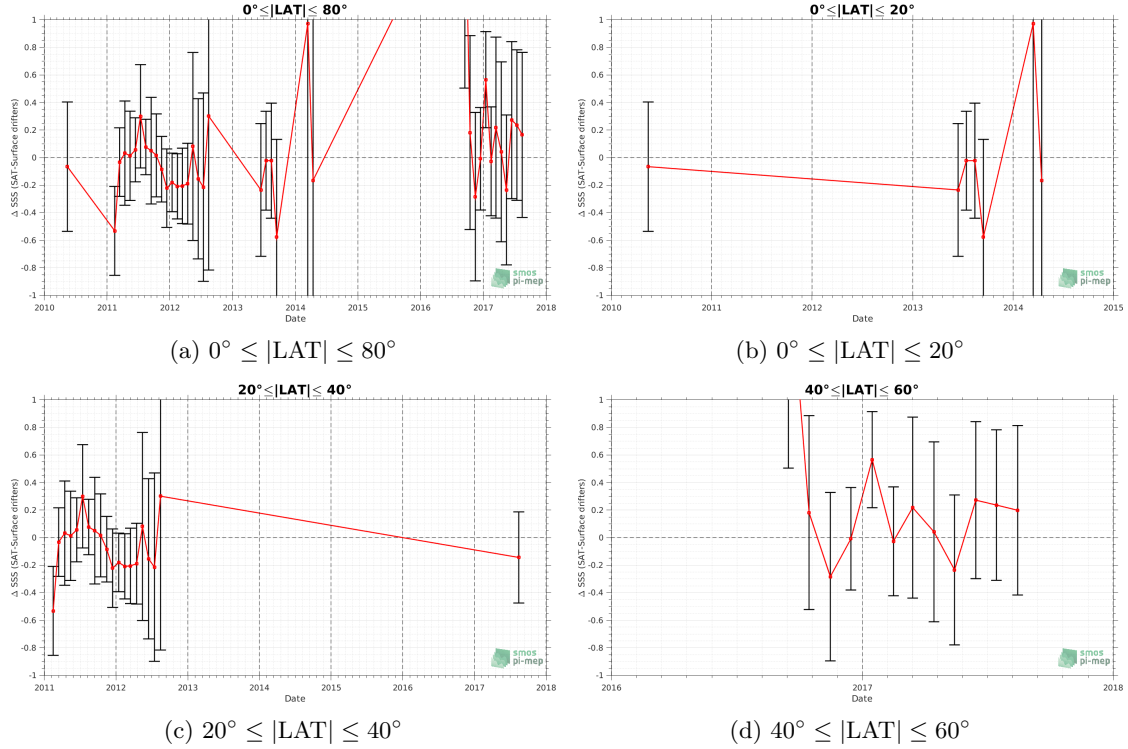 0°≤|LAT|≤ 80°
Δ SSS (SAT-Surface drifters)
1
0.8
0.6
0.4
0.2
0
-0.2
-0.4
-0.6
-0.8
-1
2010 2011 2012 2013 2014 2015 2016 2017 2018
Date
smos
pi-mep
(a) 0° ≤ |LAT| ≤ 80°
0°≤|LAT|≤ 20°
Δ SSS (SAT-Surface drifters)
1
0.8
0.6
0.4
0.2
0
-0.2
-0.4
-0.6
-0.8
-1
2010 2011 2012 2013 2014 2015
Date
smos
pi-mep
(b) 0° ≤ |LAT| ≤ 20°
20°≤|LAT|≤ 40°
Δ SSS (SAT-Surface drifters)
1
0.8
0.6
0.4
0.2
0
-0.2
-0.4
-0.6
-0.8
-1
2011 2012 2013 2014 2015 2016 2017 2018
Date
smos
pi-mep
(c) 20° ≤ |LAT| ≤ 40°
40°≤|LAT|≤ 60°
Δ SSS (SAT-Surface drifters)
1
0.8
0.6
0.4
0.2
0
-0.2
-0.4
-0.6
-0.8
-1
2016 2017 2018
Date
smos
pi-mep
(d) 40° ≤ |LAT| ≤ 60°